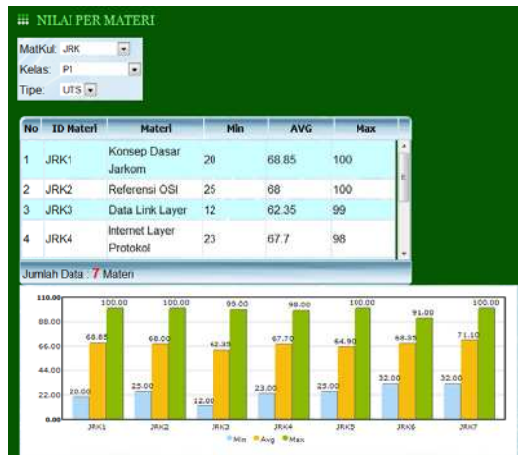 NILAI PER MATERI
MatKul: JRK
Kelas: P1
Tipe: UTS
No ID Materi Materi Min AVG Max
1 JRK1 Konsep Dasar Jarkom 20 68.85 100
2 JRK2 Referensi OSI 25 68 100
3 JRK3 Data Link Layer 12 62.35 99
4 JRK4 Internet Layer Protokol 23 67.7 98
Jumlah Data : 7 Materi
110.00
88.00
66.00
44.00
22.00
0.00
20.00 68.85 100.00
25.00 68.00 100.00
12.00 62.35 99.00
23.00 67.70 98.00
25.00 64.90 100.00
32.00 68.35 91.00
32.00 71.10 100.00
JRK1 JRK2 JRK3 JRK4 JRK5 JRK6 JRK7
Min Avg Max